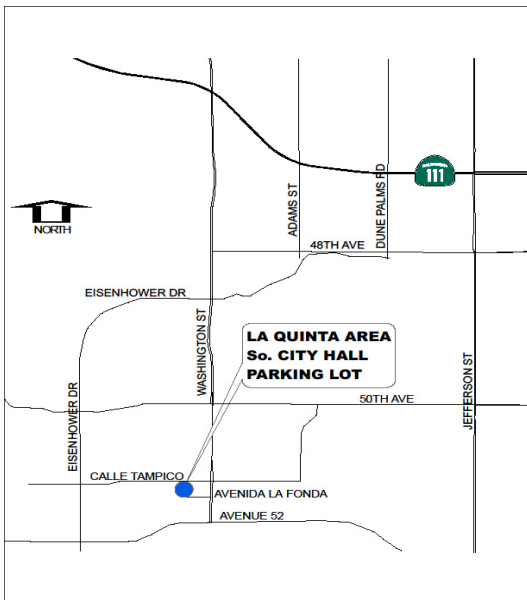 111
ADAMS ST
DUNE PALMS RD
NORTH
48TH AVE
EISENHOWER DR
WASHINGTON ST
LA QUINTA AREA
So. CITY HALL
PARKING LOT
JEFFERSON ST
50TH AVE
EISENHOWER DR
CALLE TAMPICO
AVENIDA LA FONDA
AVENUE 52